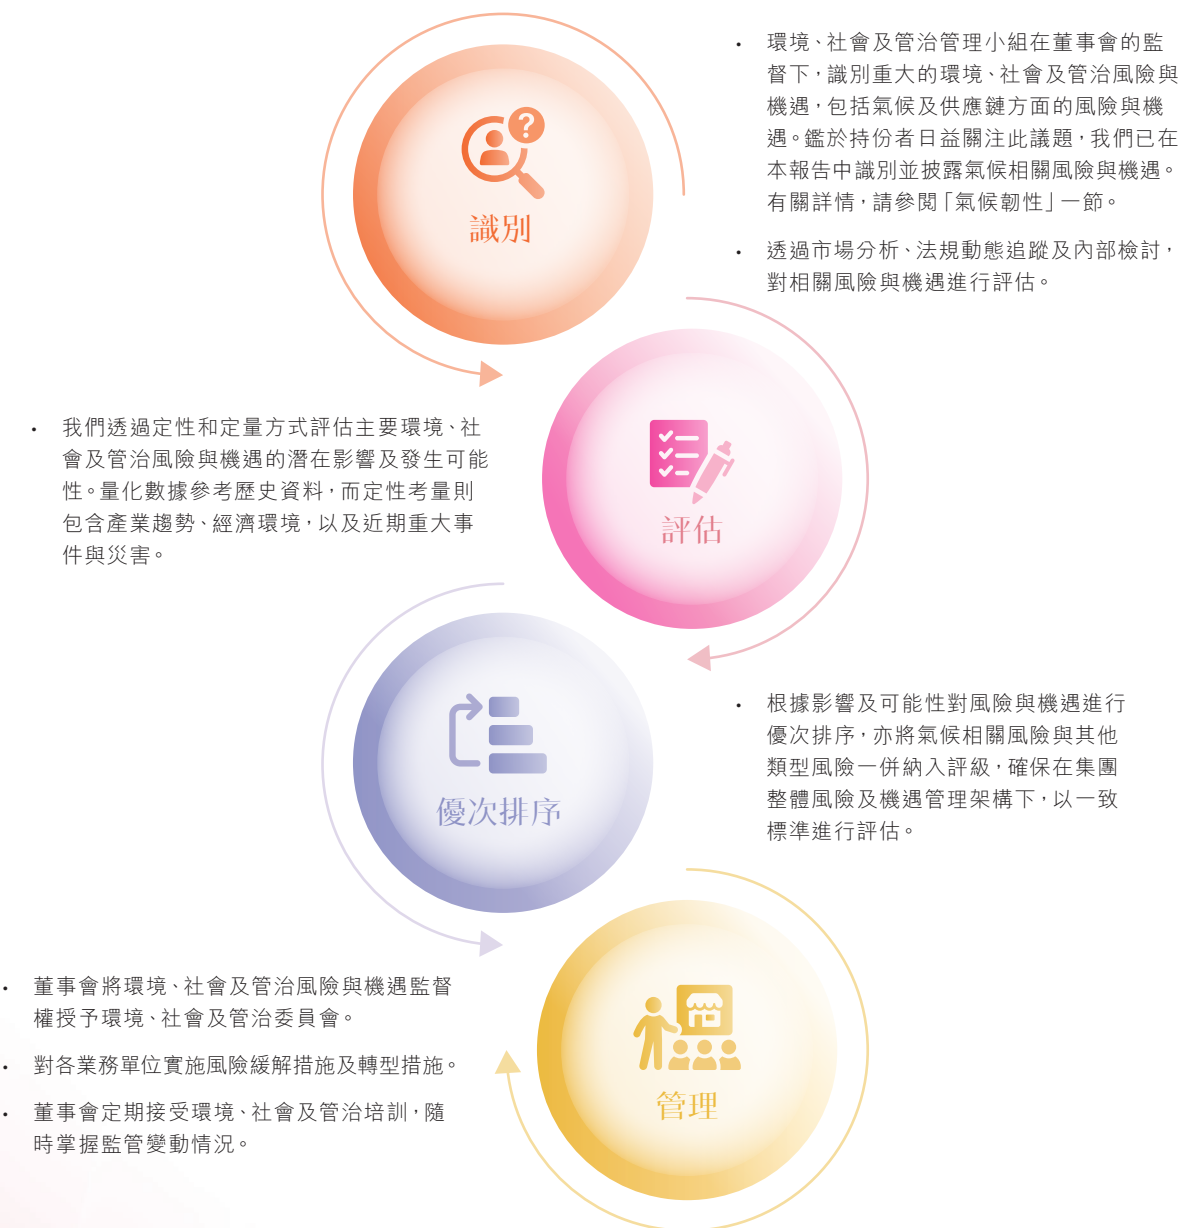 識別
• 環境、社會及管治管理小組在董事會的監
督下，識別重大的環境、社會及管治風險與
機遇，包括氣候及供應鏈方面的風險與機
遇。鑑於持份者日益關注此議題，我們已在
本報告中識別並披露氣候相關風險與機遇。
有關詳情，請參閱「氣候韌性」一節。
• 透過市場分析、法規動態追蹤及內部檢討，
對相關風險與機遇進行評估。
評估
• 我們透過定性和定量方式評估主要環境、社
會及管治風險與機遇的潛在影響及發生可能
性。量化數據參考歷史資料，而定性考量則
包含產業趨勢、經濟環境，以及近期重大事
件與災害。
優次排序
• 根據影響及可能性對風險與機遇進行
優次排序，亦將氣候相關風險與其他
類型風險一併納入評級，確保在集團
整體風險及機遇管理架構下，以一致
標準進行評估。
管理
• 董事會將環境、社會及管治風險與機遇監督
權授予環境、社會及管治委員會。
• 對各業務單位實施風險緩解措施及轉型措施。
• 董事會定期接受環境、社會及管治培訓，隨
時掌握監管變動情況。